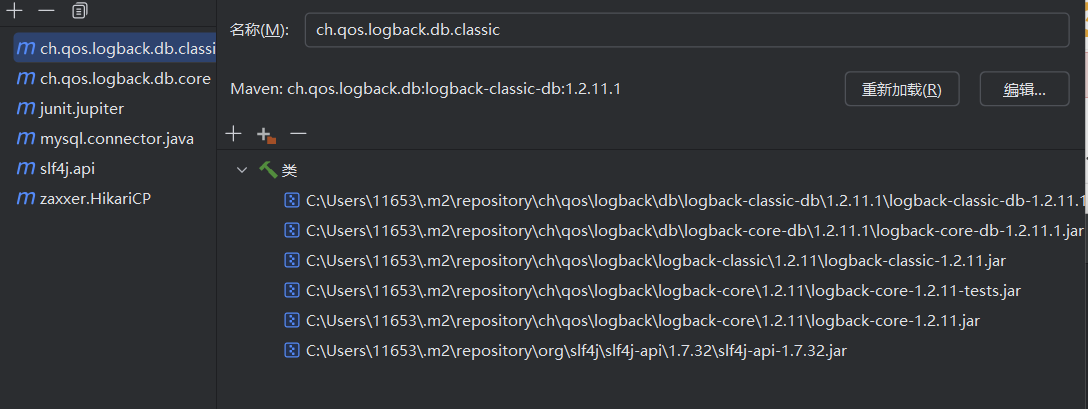 ch.qos.logback.db.classi
ch.qos.logback.db.core
junit.jupiter
mysql.connector.java
slf4j.api
zaxxer.HikariCP
名称(M):
ch.qos.logback.db.classic
Maven: ch.qos.logback.db:logback-classic-db:1.2.11.1
重新加载(R)
编辑...
类
C:\Users\11653\.m2\repository\ch\qos\logback\db\logback-classic-db\1.2.11.1\logback-classic-db-1.2.11.1
C:\Users\11653\.m2\repository\ch\qos\logback\db\logback-core-db\1.2.11.1\logback-core-db-1.2.11.1.jar
C:\Users\11653\.m2\repository\ch\qos\logback\logback-classic\1.2.11\logback-classic-1.2.11.jar
C:\Users\11653\.m2\repository\ch\qos\logback\logback-core\1.2.11\logback-core-1.2.11-tests.jar
C:\Users\11653\.m2\repository\ch\qos\logback\logback-core\1.2.11\logback-core-1.2.11.jar
C:\Users\11653\.m2\repository\org\slf4j\slf4j-api\1.7.32\slf4j-api-1.7.32.jar